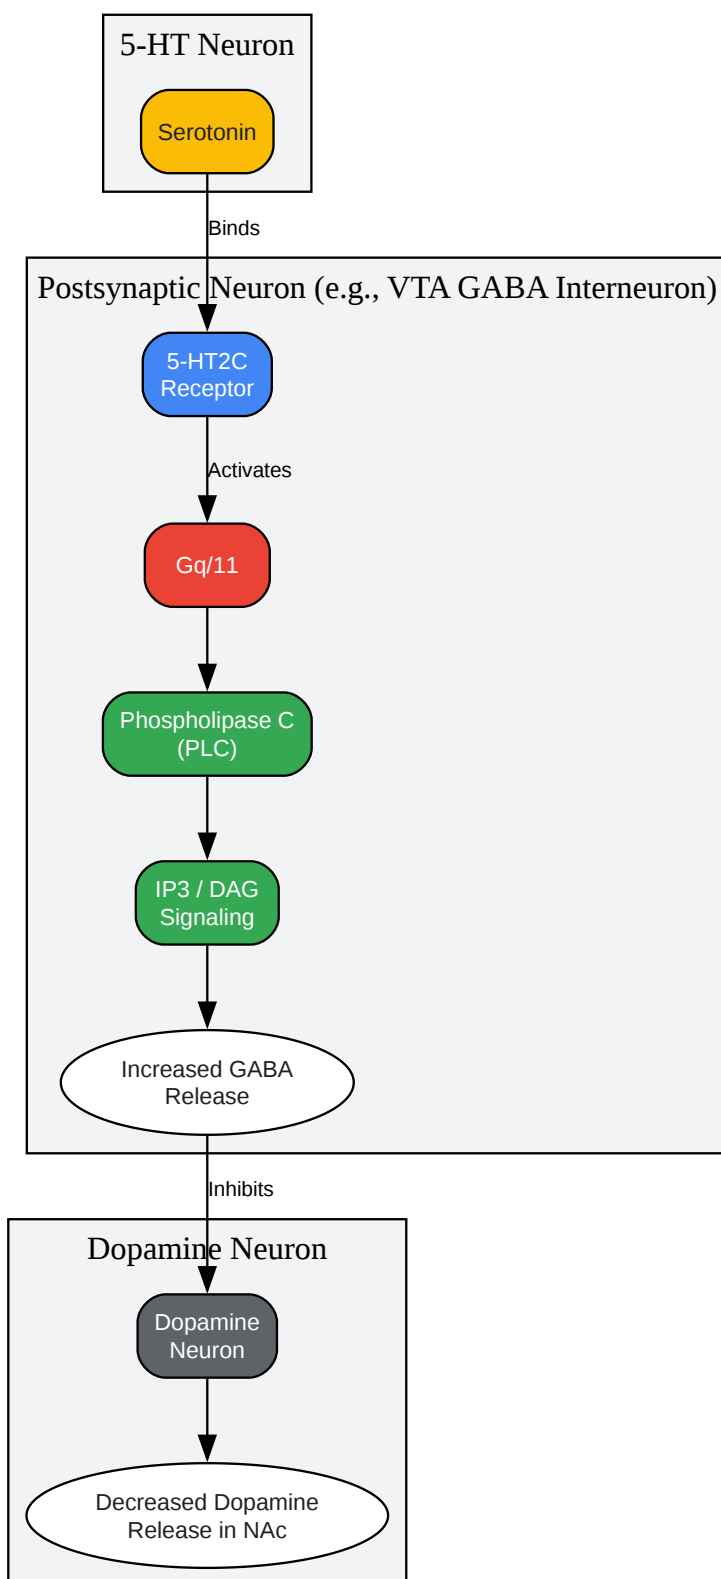 5-HT Neuron
Serotonin
Binds
Postsynaptic Neuron (e.g., VTA GABA Interneuron)
5-HT2C
Receptor
Activates
Gq/11
Phospholipase C
(PLC)
IP3 / DAG
Signaling
Increased GABA
Release
Inhibits
Dopamine Neuron
Dopamine
Neuron
Decreased Dopamine
Release in NAc